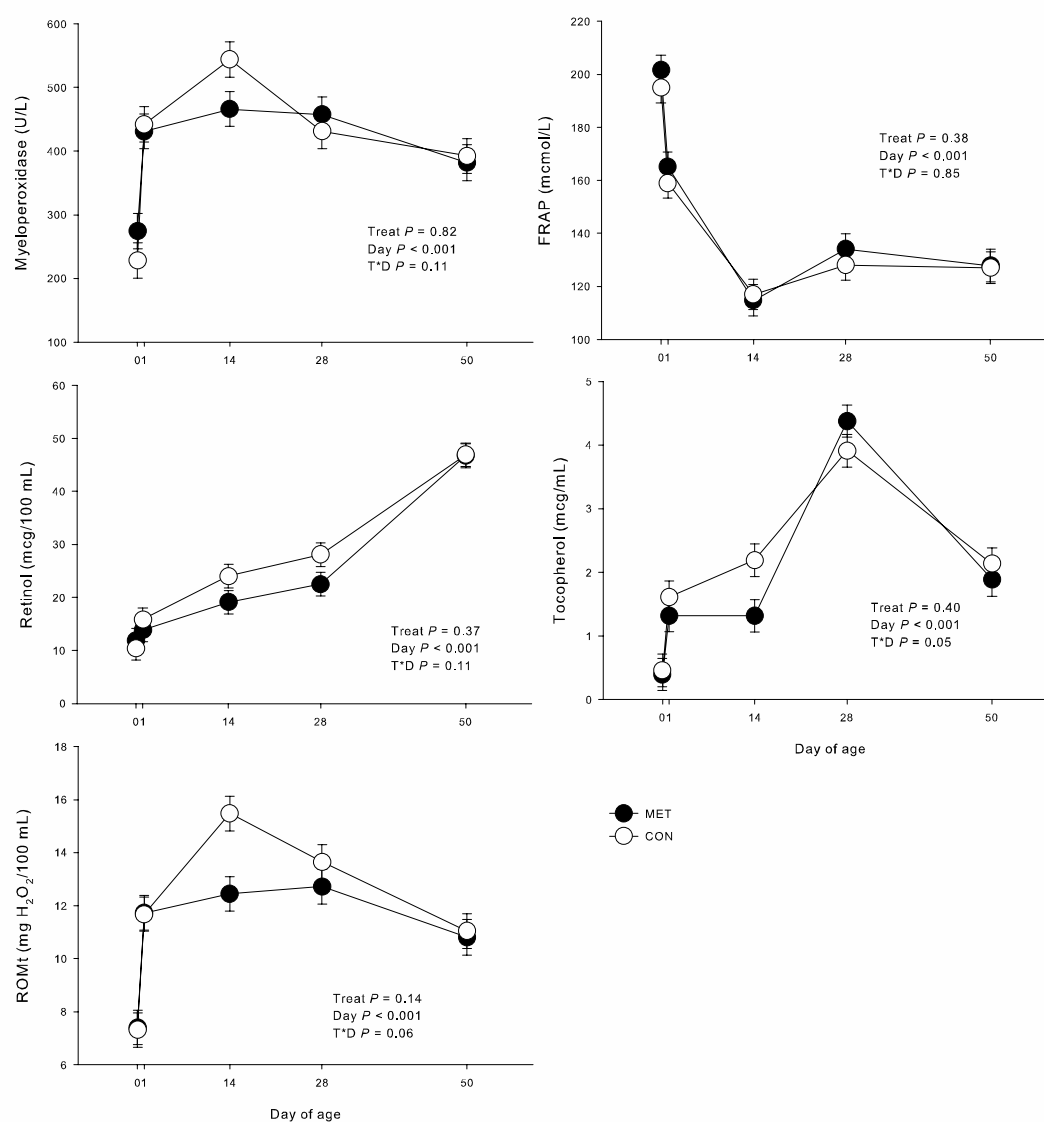 Myeloperoxidase (U/L)
600
500
400
300
200
100
01
14
28
50
Treat P = 0.82
Day P < 0.001
T*D P = 0.11
FRAP (mcmol/L)
220
200
180
160
140
120
100
01
14
28
50
Treat P = 0.38
Day P < 0.001
T*D P = 0.85
Retinol (mcg/100 mL)
60
50
40
30
20
10
0
01
14
28
50
Treat P = 0.37
Day P < 0.001
T*D P = 0.11
Tocopherol (mcg/mL)
5
4
3
2
1
0
01
14
28
50
Day of age
Treat P = 0.40
Day P < 0.001
T*D P = 0.05
ROMt (mg H₂O₂/100 mL)
18
16
14
12
10
8
6
01
14
28
50
Day of age
Treat P = 0.14
Day P < 0.001
T*D P = 0.06
MET
CON